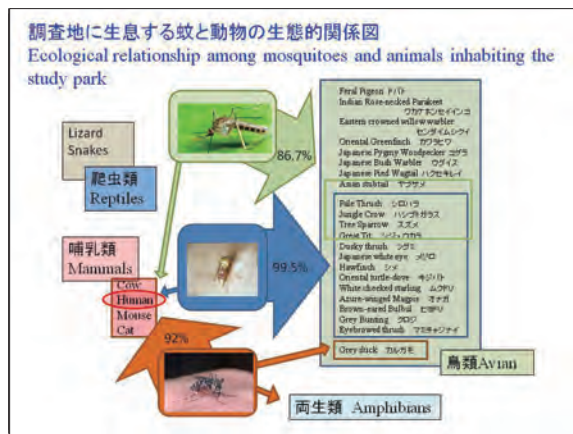 調査地に生息する蚊と動物の生態的関係図
Ecological relationship among mosquitoes and animals inhabiting the
study park
Lizard
Snakes
爬虫類
Reptiles
哺乳類
Mammals
Cow
Human
Mouse
Cat
86.7%
99.5%
92%
Feral Pigeon ドバト
Indian Rose-necked Parakeet
ワカケホンセイインコ
Eastern crowned willow warbler
センダイムシクイ
Oriental Greenfinch カワラヒワ
Japanese Pygmy Woodpecker コゲラ
Japanese Bush Warbler ウグイス
Japanese Pied Wagtail ハクセキレイ
Asian stubtail ヤブサメ
Pale Thrush シロハラ
Jungle Crow ハシブトガラス
Tree Sparrow スズメ
Great Tit シジュウカラ
Dusky thrush ツグミ
Japanese white eye メジロ
Hawfinch シメ
Oriental turtle-dove キジバト
White cheeked starling ムクドリ
Azure-winged Magpie オナガ
Brown-eared Bulbul ヒヨドリ
Grey Bunting クロジ
Eyebrowed thrush マミチャジナイ
Grey duck カルガモ
鳥類 Avian
両生類 Amphibians